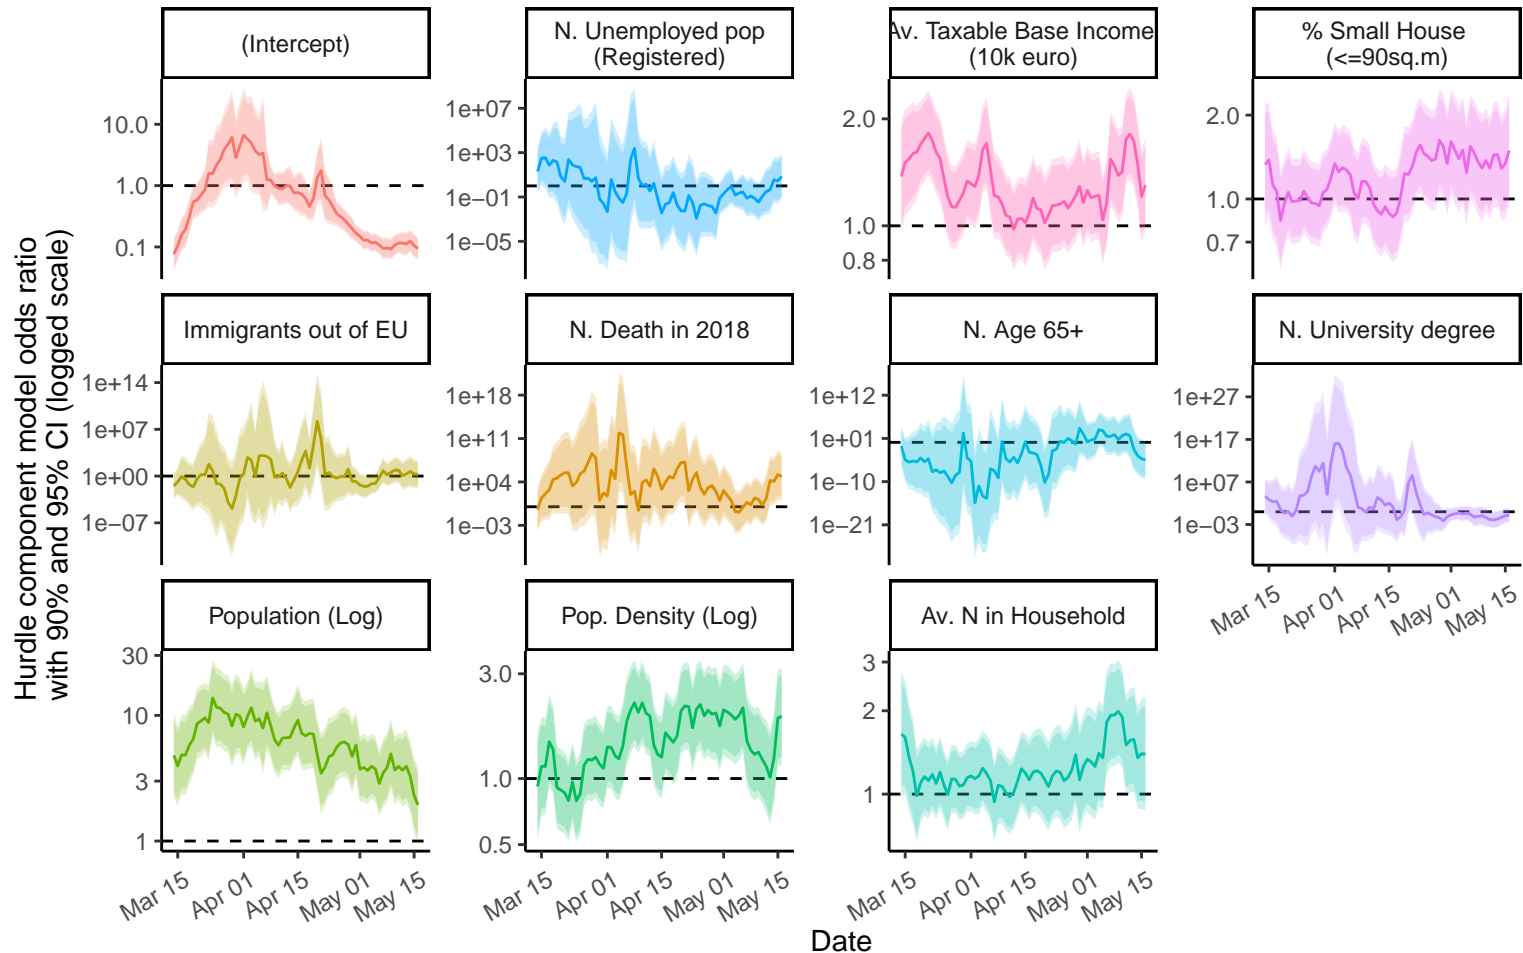 (Intercept)
N. Unemployed pop
(Registered)
Av. Taxable Base Income
(10k euro)
% Small House
(<=90sq.m)
10.0
1.0
0.1
1e+07
1e+03
1e−01
1e−05
2.0
1.0
0.8
2.0
1.0
0.7
Hurdle component model odds ratio
with 90% and 95% CI (logged scale)
Immigrants out of EU
N. Death in 2018
N. Age 65+
N. University degree
1e+14
1e+07
1e+00
1e−07
1e+18
1e+11
1e+04
1e−03
1e+12
1e+01
1e−10
1e−21
1e+27
1e+17
1e+07
1e−03
Mar 15 Apr 01 Apr 15 May 01 May 15
Population (Log)
Pop. Density (Log)
Av. N in Household
30
10
3
1
3.0
1.0
0.5
3
2
1
Mar 15 Apr 01 Apr 15 May 01 May 15
Mar 15 Apr 01 Apr 15 May 01 May 15
Mar 15 Apr 01 Apr 15 May 01 May 15
Date